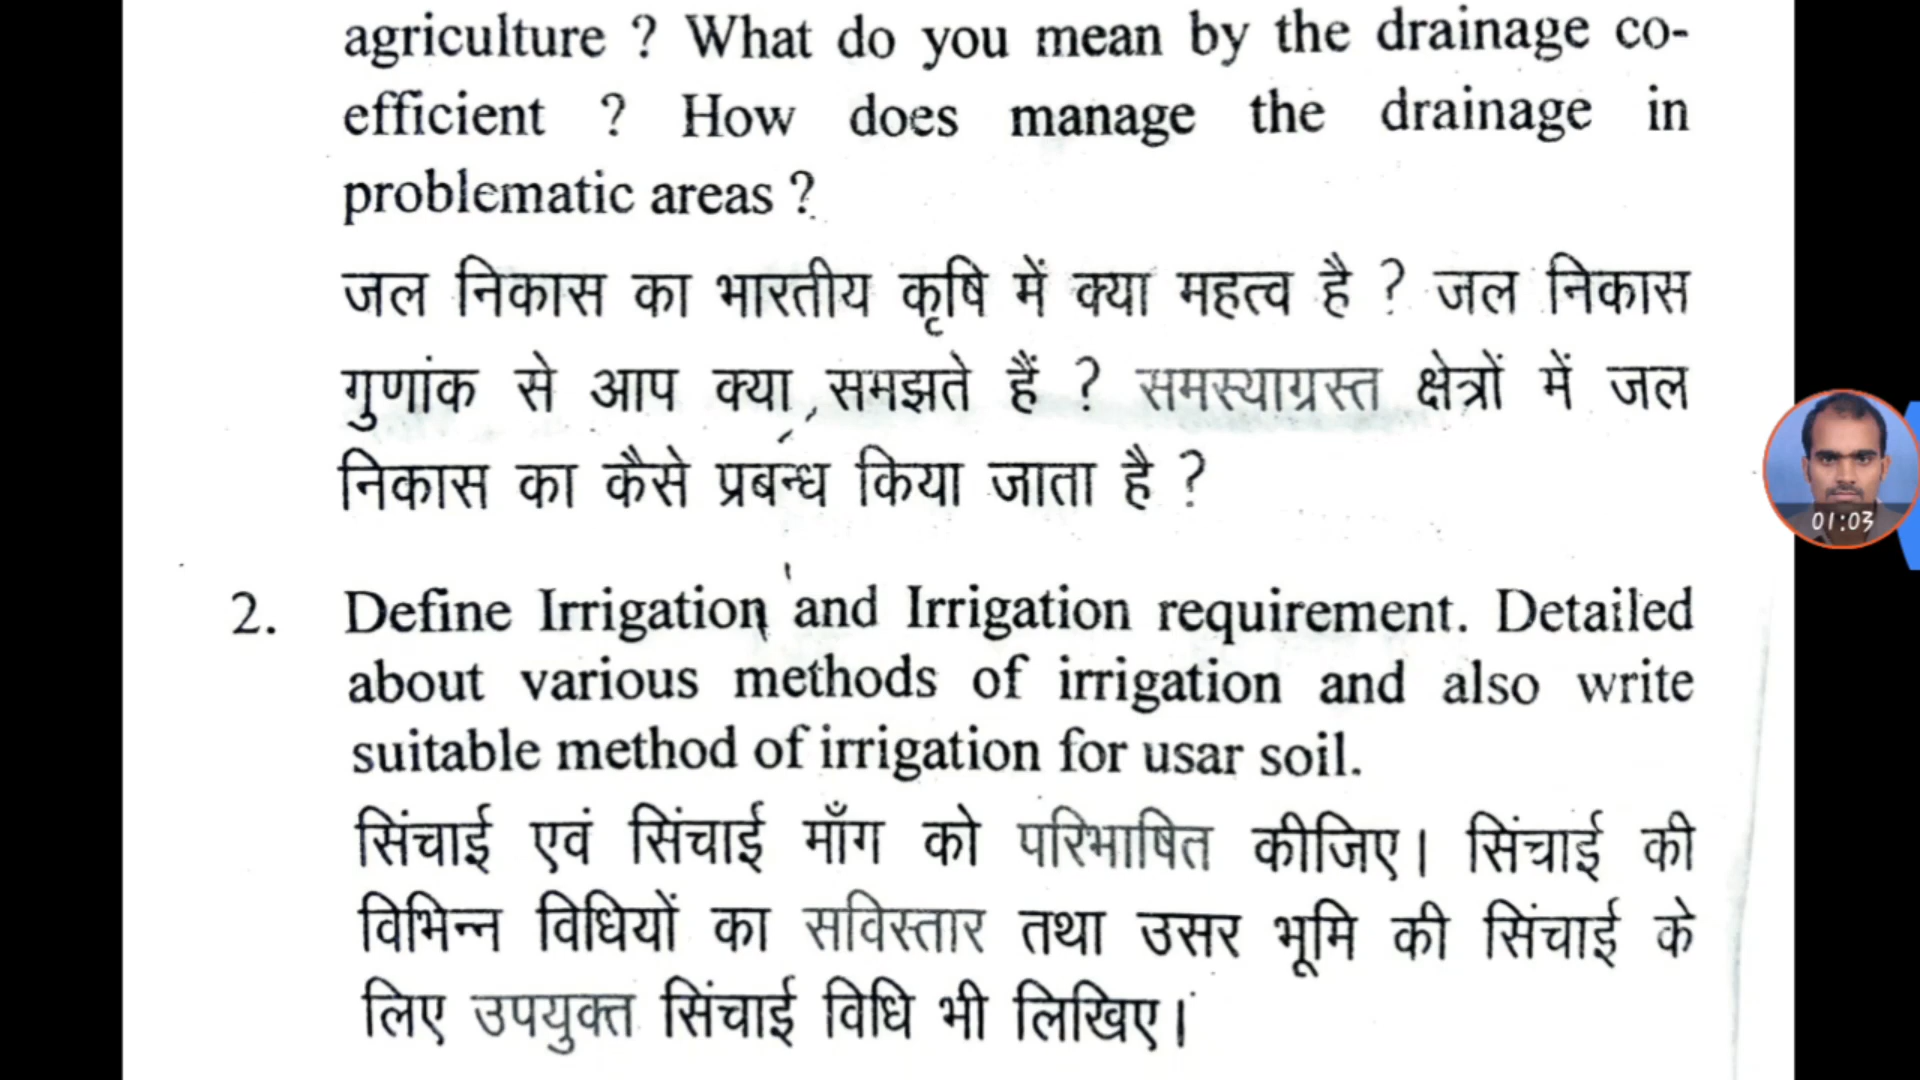 agriculture ? What do you mean by the drainage co-
efficient ? How does manage the drainage in
problematic areas ?
जल निकास का भारतीय कृषि में क्या महत्व है ? जल निकास
गुणांक से आप क्या समझते हैं ? समस्याग्रस्त क्षेत्रों में जल
निकास का कैसे प्रबन्ध किया जाता है ?
01:03
2. Define Irrigation and Irrigation requirement. Detailed
about various methods of irrigation and also write
suitable method of irrigation for usar soil.
सिंचाई एवं सिंचाई माँग को परिभाषित कीजिए। सिंचाई की
विभिन्न विधियों का सविस्तार तथा उसर भूमि की सिंचाई के
लिए उपयुक्त सिंचाई विधि भी लिखिए।